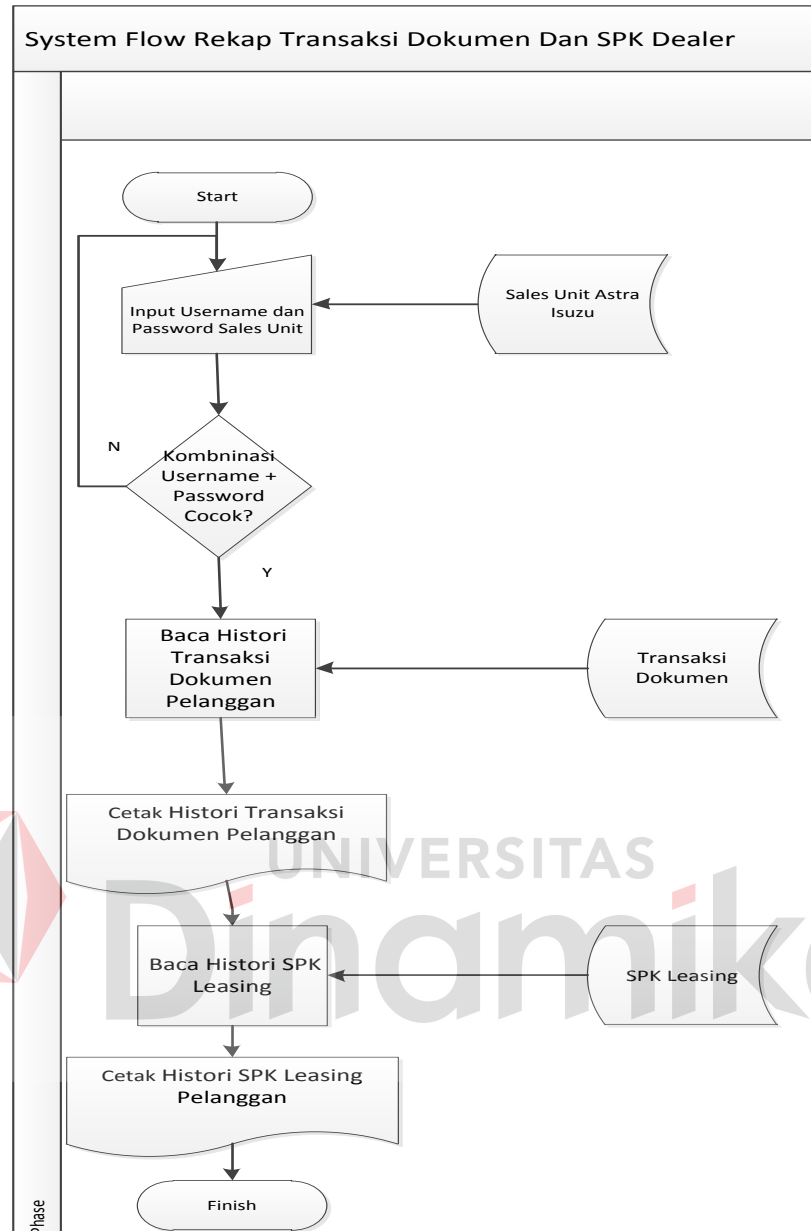 System Flow Rekap Transaksi Dokumen Dan SPK Dealer
Start
Input Username dan
Password Sales Unit
Sales Unit Astra
Isuzu
N
Kombninasi
Username +
Password
Cocok?
Y
Baca Histori
Transaksi
Dokumen
Pelanggan
Transaksi
Dokumen
Cetak Histori Transaksi
Dokumen Pelanggan
UNIVERSITAS
Dinamika
Baca Histori SPK
Leasing
SPK Leasing
Cetak Histori SPK Leasing
Pelanggan
Finish
Phase